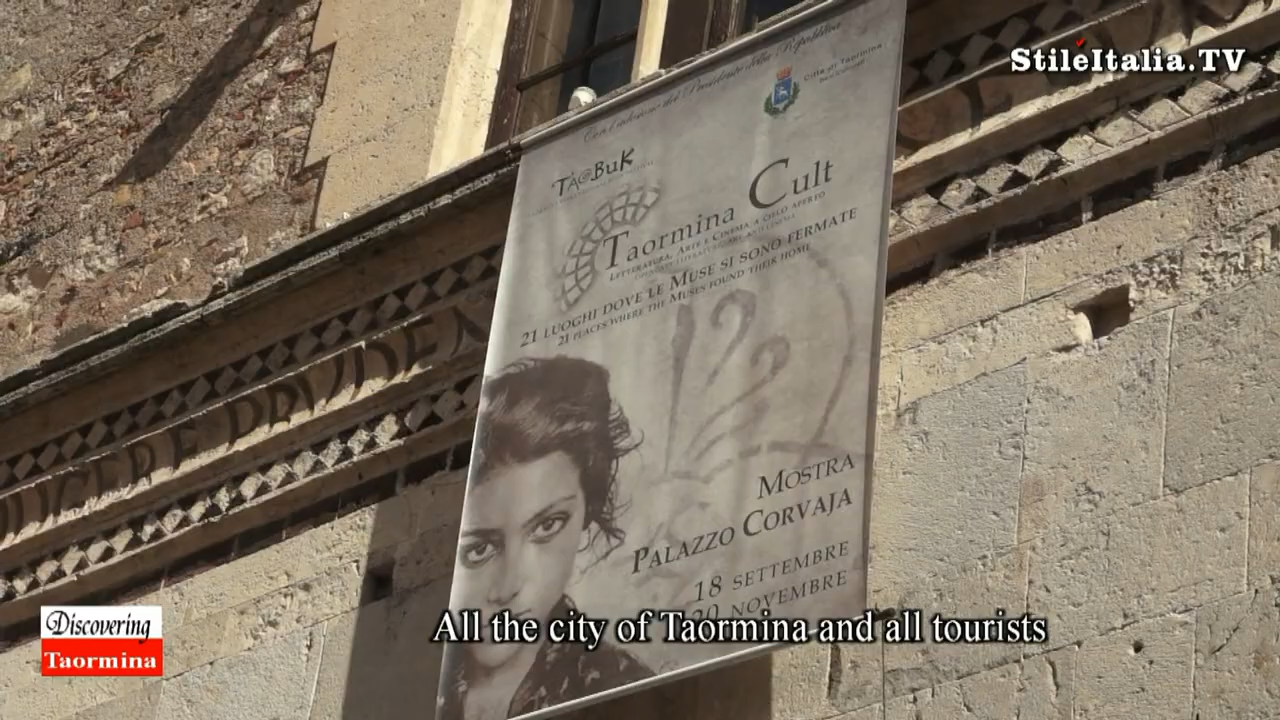 StileItalia.TV
Con l'adesione del Presidente della Repubblica
Città di Taormina
TAOBUK
Taormina Cult
Letteratura, Arte e Cinema a cielo aperto
21 luoghi dove le Muse si sono fermate
21 places where the Muses found their home
Mostra
Palazzo Corvaja
18 settembre
20 novembre
All the city of Taormina and all tourists
Discovering
Taormina